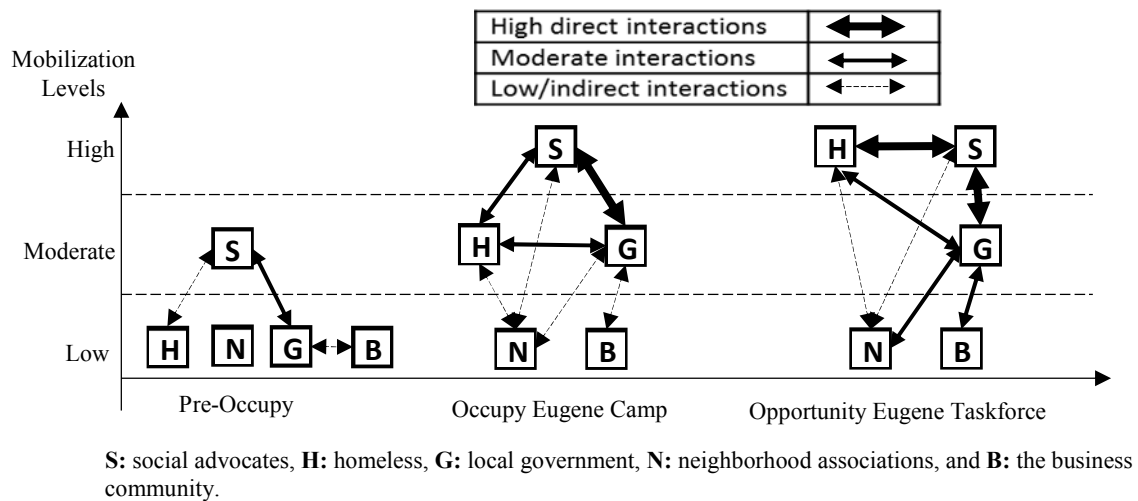 High direct interactions
Moderate interactions
Low/indirect interactions
Mobilization
Levels
High
Moderate
Low
S
H N G B
S
H G
N B
H S
G
N B
Pre-Occupy
Occupy Eugene Camp
Opportunity Eugene Taskforce
S: social advocates, H: homeless, G: local government, N: neighborhood associations, and B: the business
community.